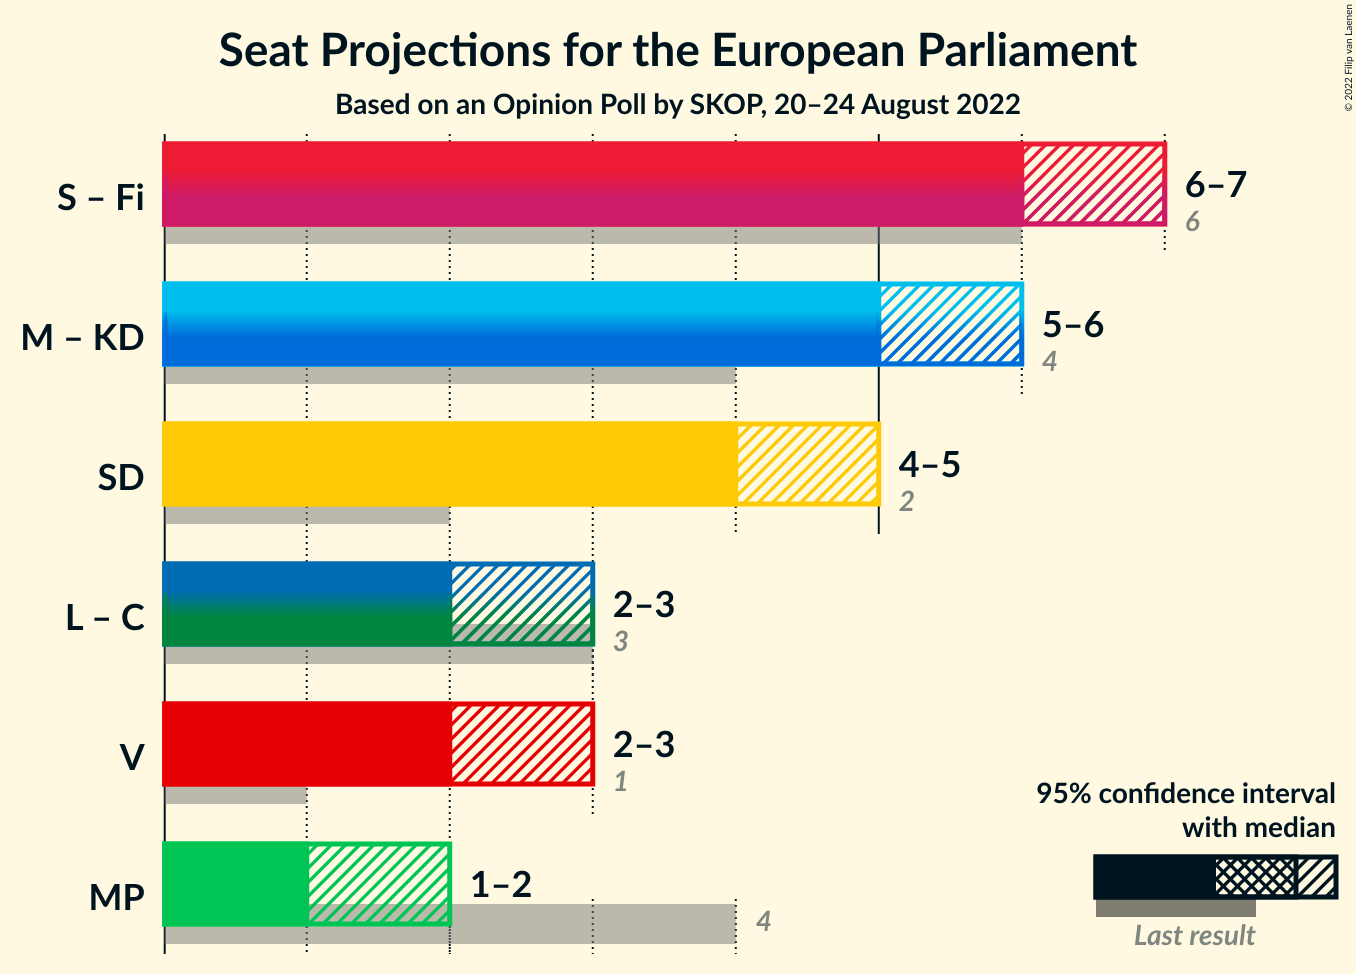 Seat Projections for the European Parliament
Based on an Opinion Poll by SKOP, 20–24 August 2022
© 2022 Filip van Laenen
S – Fi
6–7
6
M – KD
5–6
4
SD
4–5
2
L – C
2–3
3
V
2–3
1
MP
1–2
4
95% confidence interval
with median
Last result